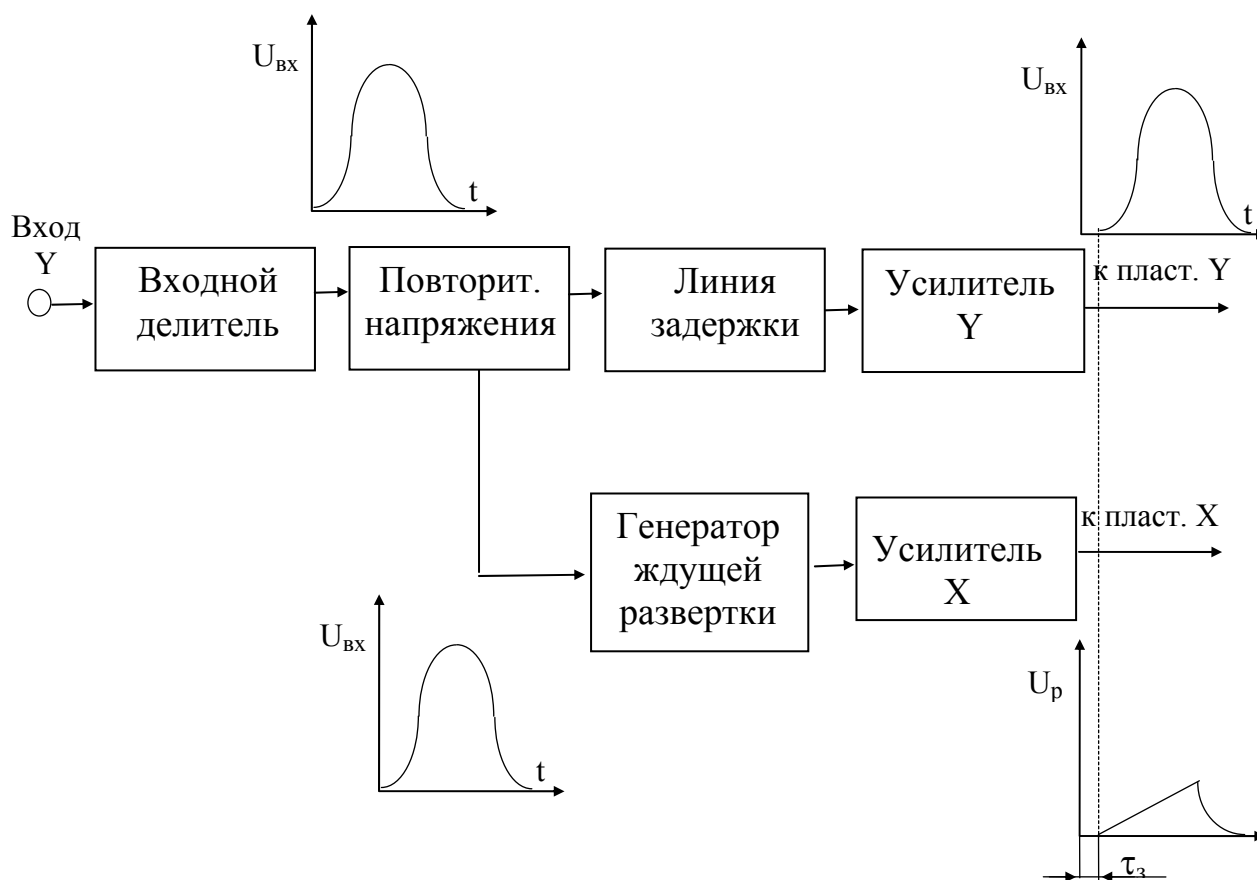 Uвх
t
Uвх
t
Вход
Y
Входной
делитель
Повторит.
напряжения
Линия
задержки
Усилитель
Y
к пласт. Y
Генератор
ждущей
развертки
Усилитель
X
к пласт. X
Uвх
t
Uр
τз